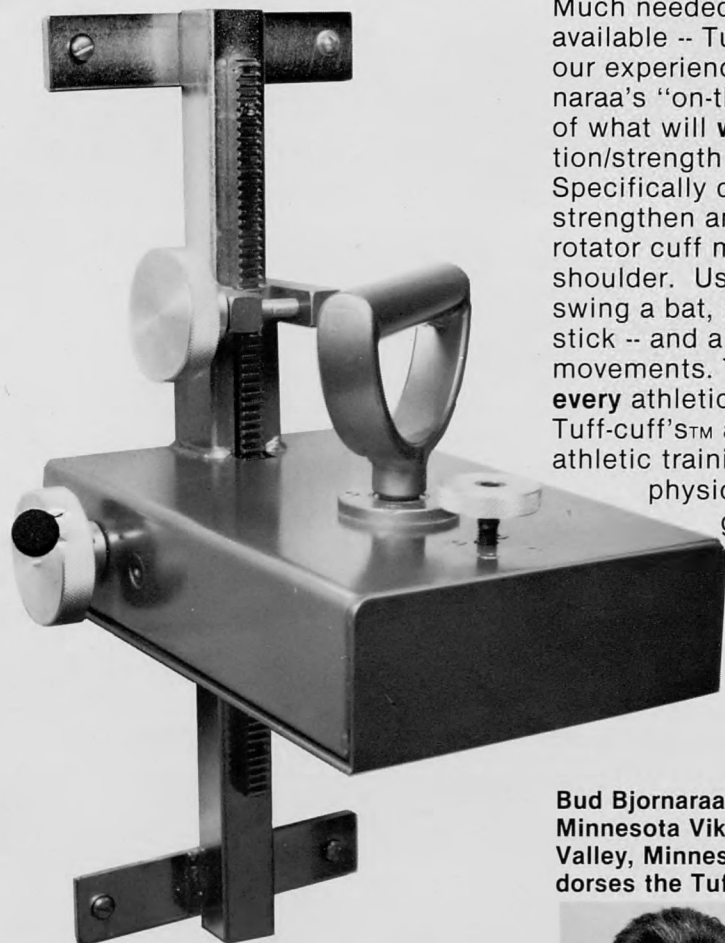 Much needed
available -- Tu
our experienc
naraa's "on-t
of what will
tion/strength
Specifically
strengthen a
rotator cuff
shoulder. Us
swing a bat,
stick -- and a
movements.
every athletic
Tuff-cuff's™
athletic traini
physic
Bud Bjornaraa
Minnesota Vik
Valley, Minnes
dorses the Tuf